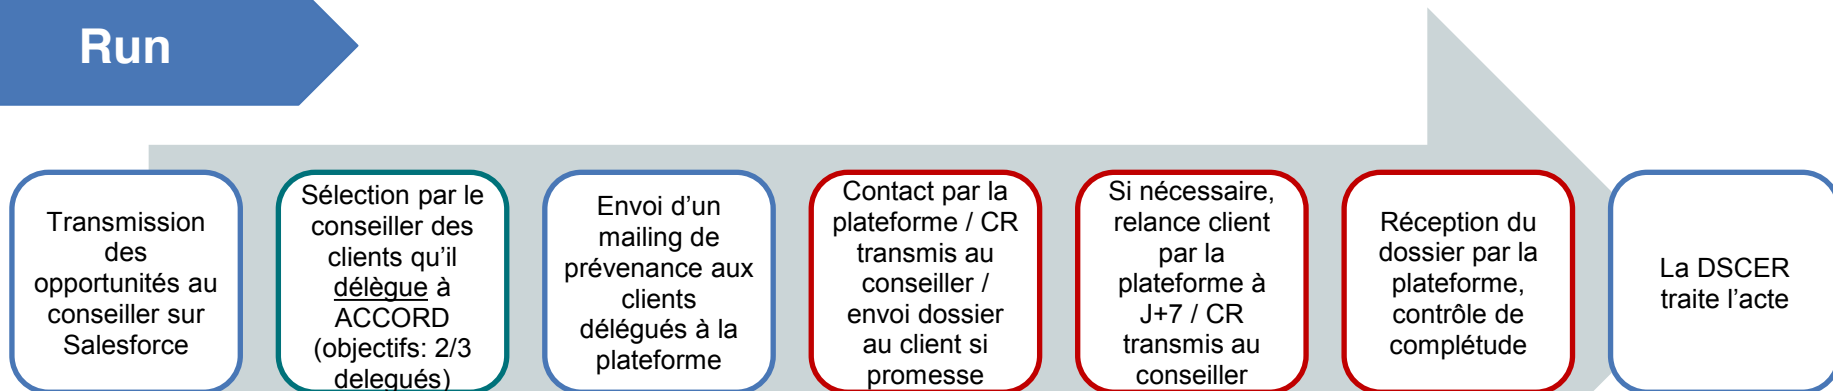 Run
Transmission
des
opportunités au
conseiller sur
Salesforce
Sélection par le
conseiller des
clients qu'il
délègue à
ACCORD
(objectifs: 2/3
delegués)
Envoi d’un
mailing de
prévenance aux
clients
délégués à la
plateforme
Contact par la
plateforme / CR
transmis au
conseiller /
envoi dossier
au client si
promesse
Si nécessaire,
relance client
par la
plateforme à
J+7 / CR
transmis au
conseiller
Réception du
dossier par la
plateforme,
contrôle de
complétude
La DSCER
traite l’acte